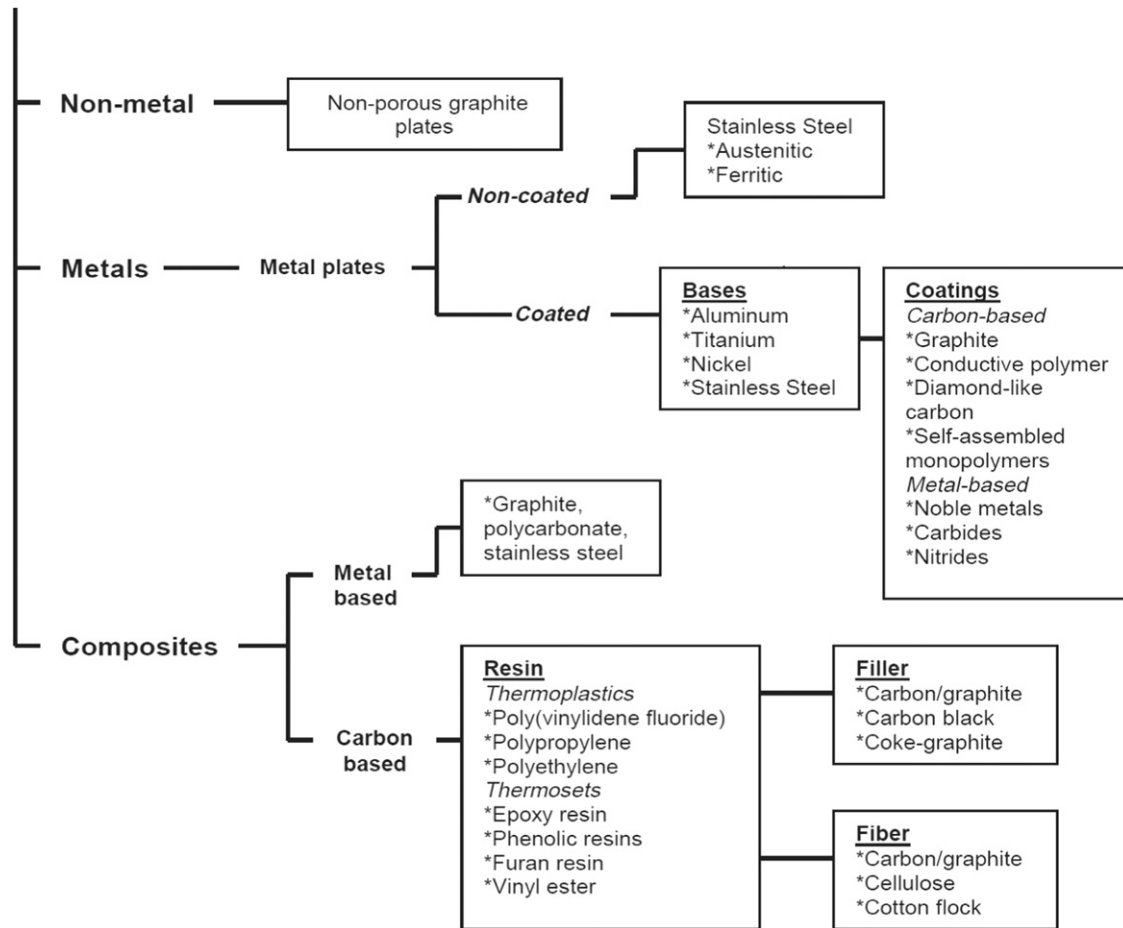 Non-metal
Non-porous graphite
plates
Stainless Steel
*Austenitic
*Ferritic
Non-coated
Metals
Metal plates
Coated
Bases
*Aluminum
*Titanium
*Nickel
*Stainless Steel
Coatings
Carbon-based
*Graphite
*Conductive polymer
*Diamond-like
carbon
*Self-assembled
monopolymers
Metal-based
*Noble metals
*Carbides
*Nitrides
Composites
Metal
based
*Graphite,
polycarbonate,
stainless steel
Carbon
based
Resin
Thermoplastics
*Poly(vinylidene fluoride)
*Polypropylene
*Polyethylene
Thermosets
*Epoxy resin
*Phenolic resins
*Furan resin
*Vinyl ester
Filler
*Carbon/graphite
*Carbon black
*Coke-graphite
Fiber
*Carbon/graphite
*Cellulose
*Cotton flock